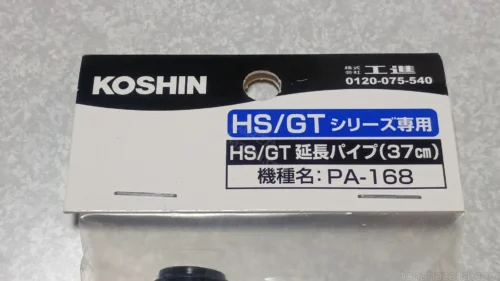 KOSHIN
株式会社 工進
0120-075-540
HS/GT シリーズ専用
HS/GT 延長パイプ(37cm)
機種名:PA-168